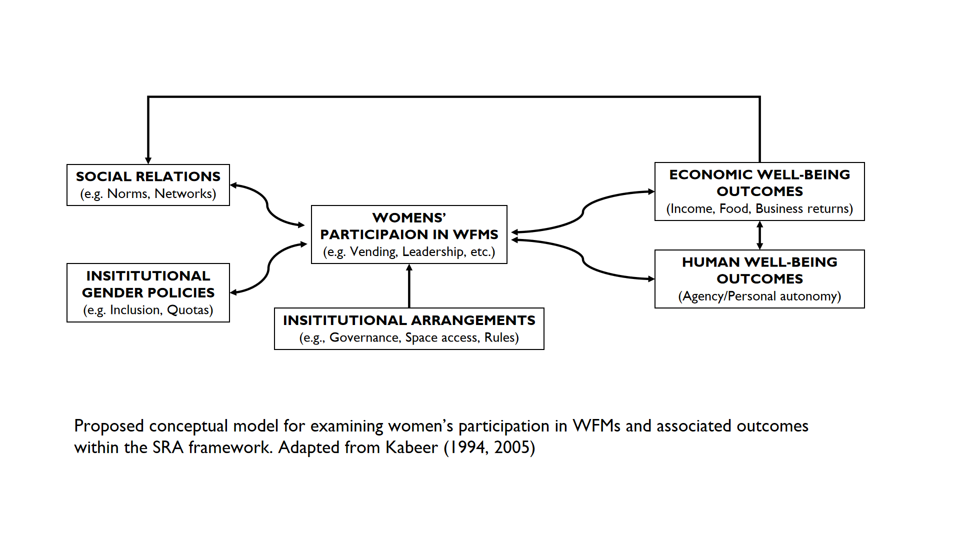 SOCIAL RELATIONS
(e.g. Norms, Networks)
INSITITUTIONAL
GENDER POLICIES
(e.g. Inclusion, Quotas)
WOMENS’
PARTICIPAION IN WFMS
(e.g. Vending, Leadership, etc.)
INSITITUTIONAL ARRANGEMENTS
(e.g., Governance, Space access, Rules)
ECONOMIC WELL-BEING
OUTCOMES
(Income, Food, Business returns)
HUMAN WELL-BEING
OUTCOMES
(Agency/Personal autonomy)
Proposed conceptual model for examining women’s participation in WFMs and associated outcomes
within the SRA framework. Adapted from Kabeer (1994, 2005)